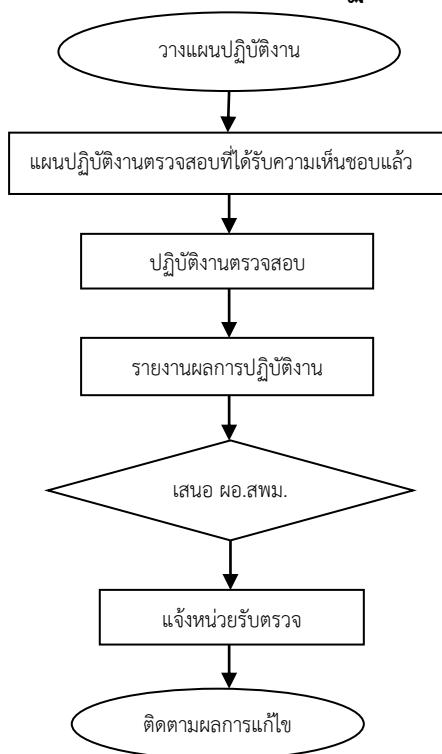 วางแผนปฏิบัติงาน
แผนปฏิบัติงานตรวจสอบที่ได้รับความเห็นชอบแล้ว
ปฏิบัติงานตรวจสอบ
รายงานผลการปฏิบัติงาน
เสนอ ผอ.สพม.
แจ้งหน่วยรับตรวจ
ติดตามผลการแก้ไข